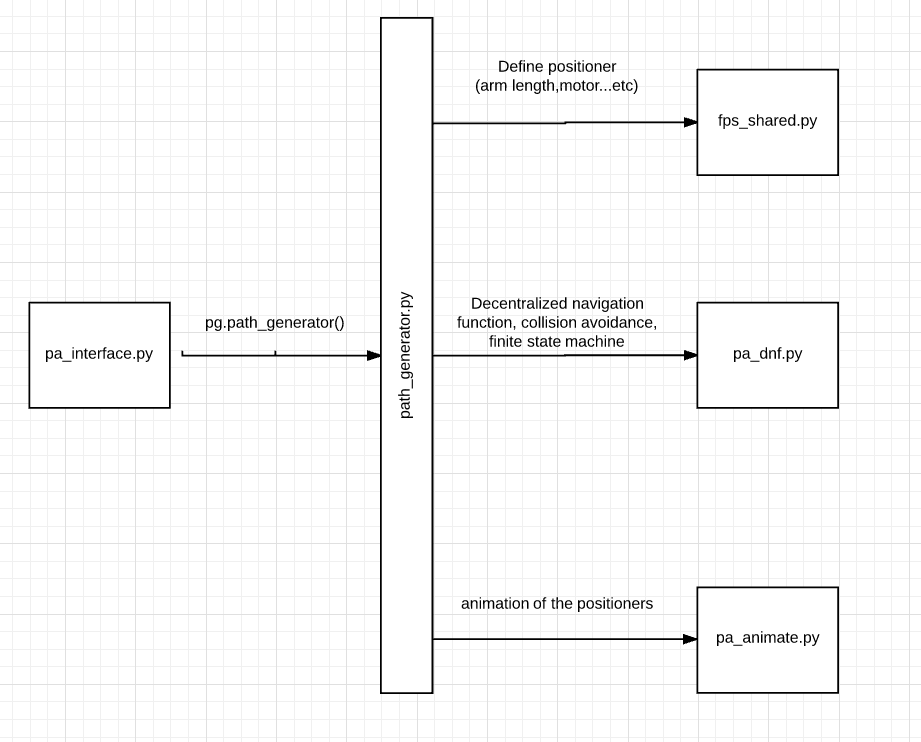 Define positioner
(arm length,motor...etc)
fps_shared.py
pa_interface.py
pg.path_generator()
path_generator.py
Decentralized navigation
function, collision avoidance,
finite state machine
pa_dnf.py
animation of the positioners
pa_animate.py